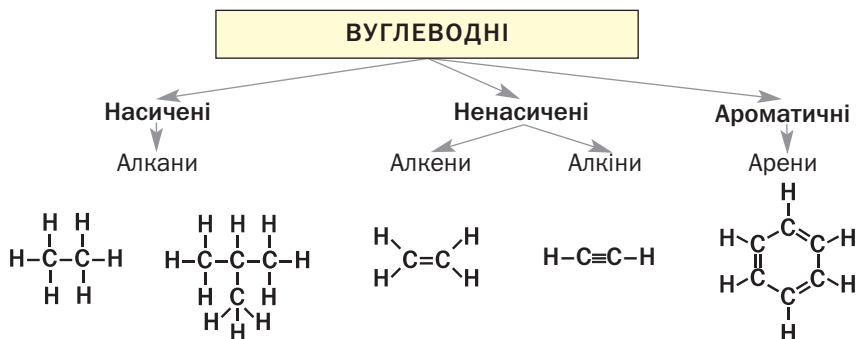 ВУГЛЕВОДНІ
Насичені Ненасичені Ароматичні
Алкани Алкени Алкіни Арени
H
H H H H H H H H H
H–C–C–H H–C–C–C–H C=C H–C≡C–H H–C C–H
H H H C H H H H–C C–H
H H H C
H